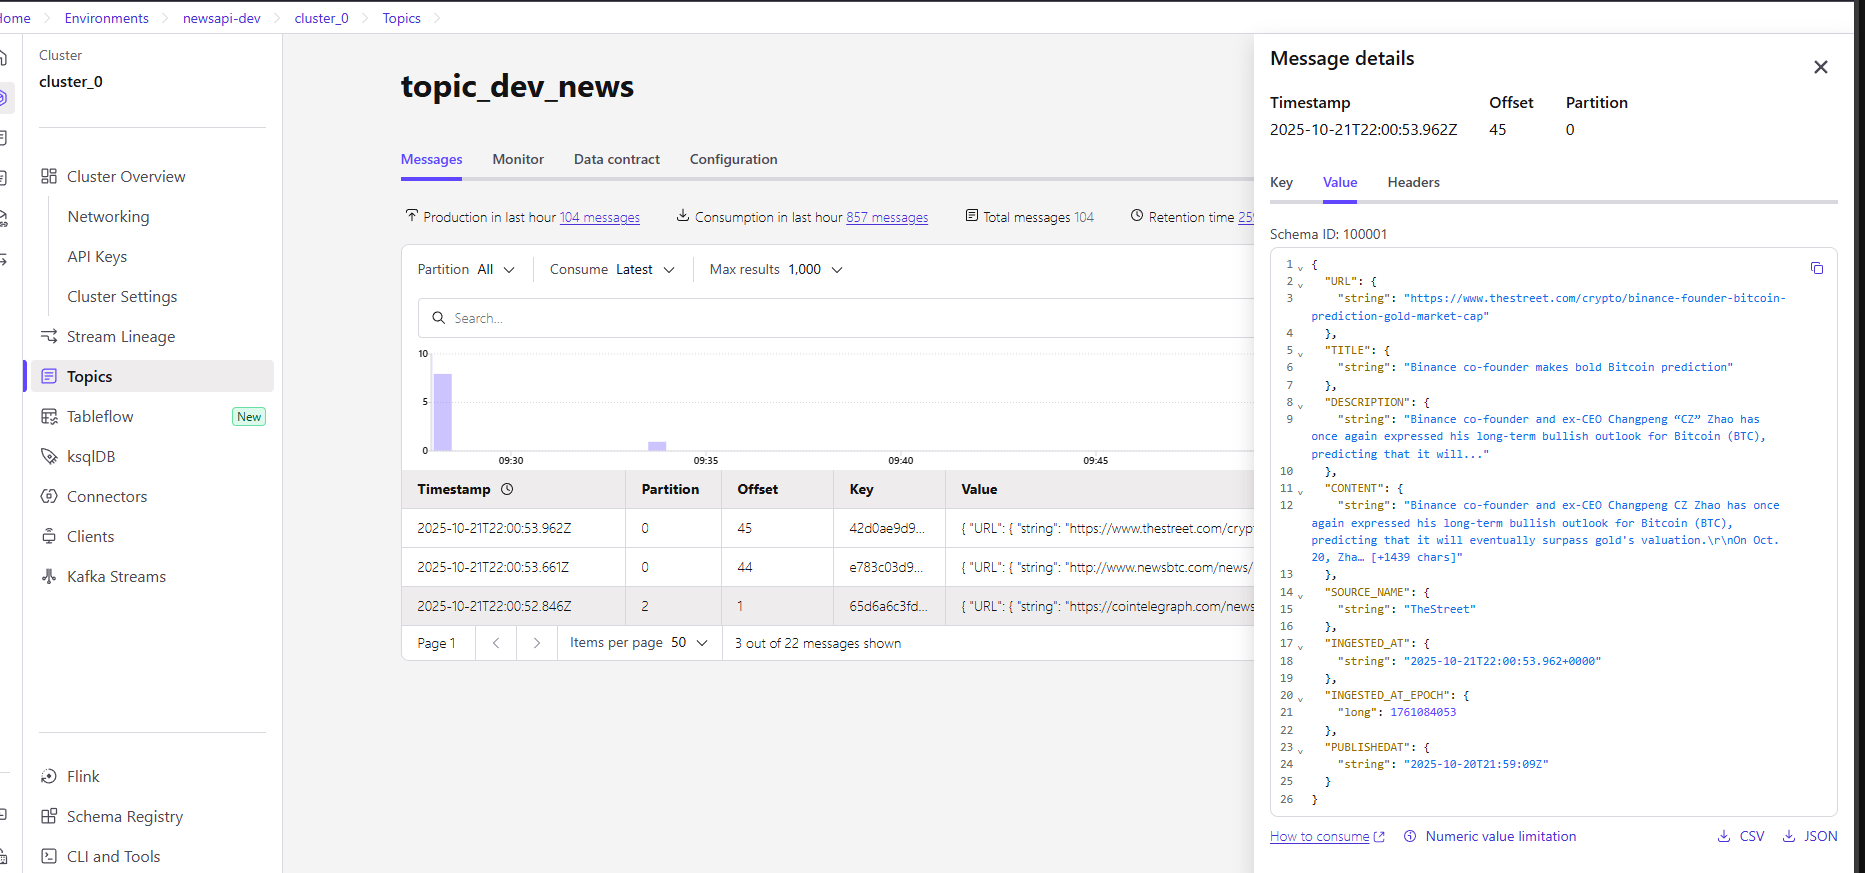 Home > Environments > newsapi-dev > cluster_0 > Topics >
Cluster
cluster_0
Cluster Overview
Networking
API Keys
Cluster Settings
Stream Lineage
Topics
Tableflow New
ksqlDB
Connectors
Clients
Kafka Streams
Flink
Schema Registry
CLI and Tools
topic_dev_news
Messages Monitor Data contract Configuration
Production in last hour 104 messages Consumption in last hour 857 messages Total messages 104 Retention time
Partition All Consume Latest Max results 1,000
Search...
10
5
0
09:30 09:35 09:40 09:45
Timestamp Partition Offset Key Value
2025-10-21T22:00:53.962Z 0 45 42d0ae9d9... { "URL": { "string": "https://www.thestreet.com/cryp
2025-10-21T22:00:53.661Z 0 44 e783c03d9... { "URL": { "string": "http://www.newsbtc.com/news/
2025-10-21T22:00:52.846Z 2 1 65d6a6c3fd... { "URL": { "string": "https://cointelegraph.com/news
Page 1 Items per page 50 3 out of 22 messages shown
Message details
Timestamp Offset Partition
2025-10-21T22:00:53.962Z 45 0
Key Value Headers
Schema ID: 100001
1 {
2 "URL": {
3 "string": "https://www.thestreet.com/crypto/binance-founder-bitcoin-
prediction-gold-market-cap"
4 },
5 "TITLE": {
6 "string": "Binance co-founder makes bold Bitcoin prediction"
7 },
8 "DESCRIPTION": {
9 "string": "Binance co-founder and ex-CEO Changpeng “CZ” Zhao has
once again expressed his long-term bullish outlook for Bitcoin (BTC),
predicting that it will..."
10 },
11 "CONTENT": {
12 "string": "Binance co-founder and ex-CEO Changpeng CZ Zhao has once
again expressed his long-term bullish outlook for Bitcoin (BTC),
predicting that it will eventually surpass gold's valuation.\r\nOn Oct.
20, Zha… [+1439 chars]"
13 },
14 "SOURCE_NAME": {
15 "string": "TheStreet"
16 },
17 "INGESTED_AT": {
18 "string": "2025-10-21T22:00:53.962+0000"
19 },
20 "INGESTED_AT_EPOCH": {
21 "long": 1761084053
22 },
23 "PUBLISHEDAT": {
24 "string": "2025-10-20T21:59:09Z"
25 }
26 }
How to consume Numeric value limitation CSV JSON